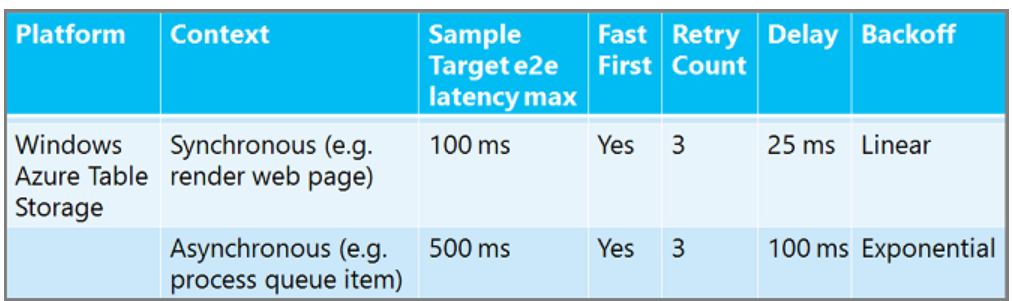 Platform Context Sample Target e2e latency max Fast First Retry Count Delay Backoff
Windows Azure Table Storage Synchronous (e.g. render web page) 100 ms Yes 3 25 ms Linear
Asynchronous (e.g. process queue item) 500 ms Yes 3 100 ms Exponential